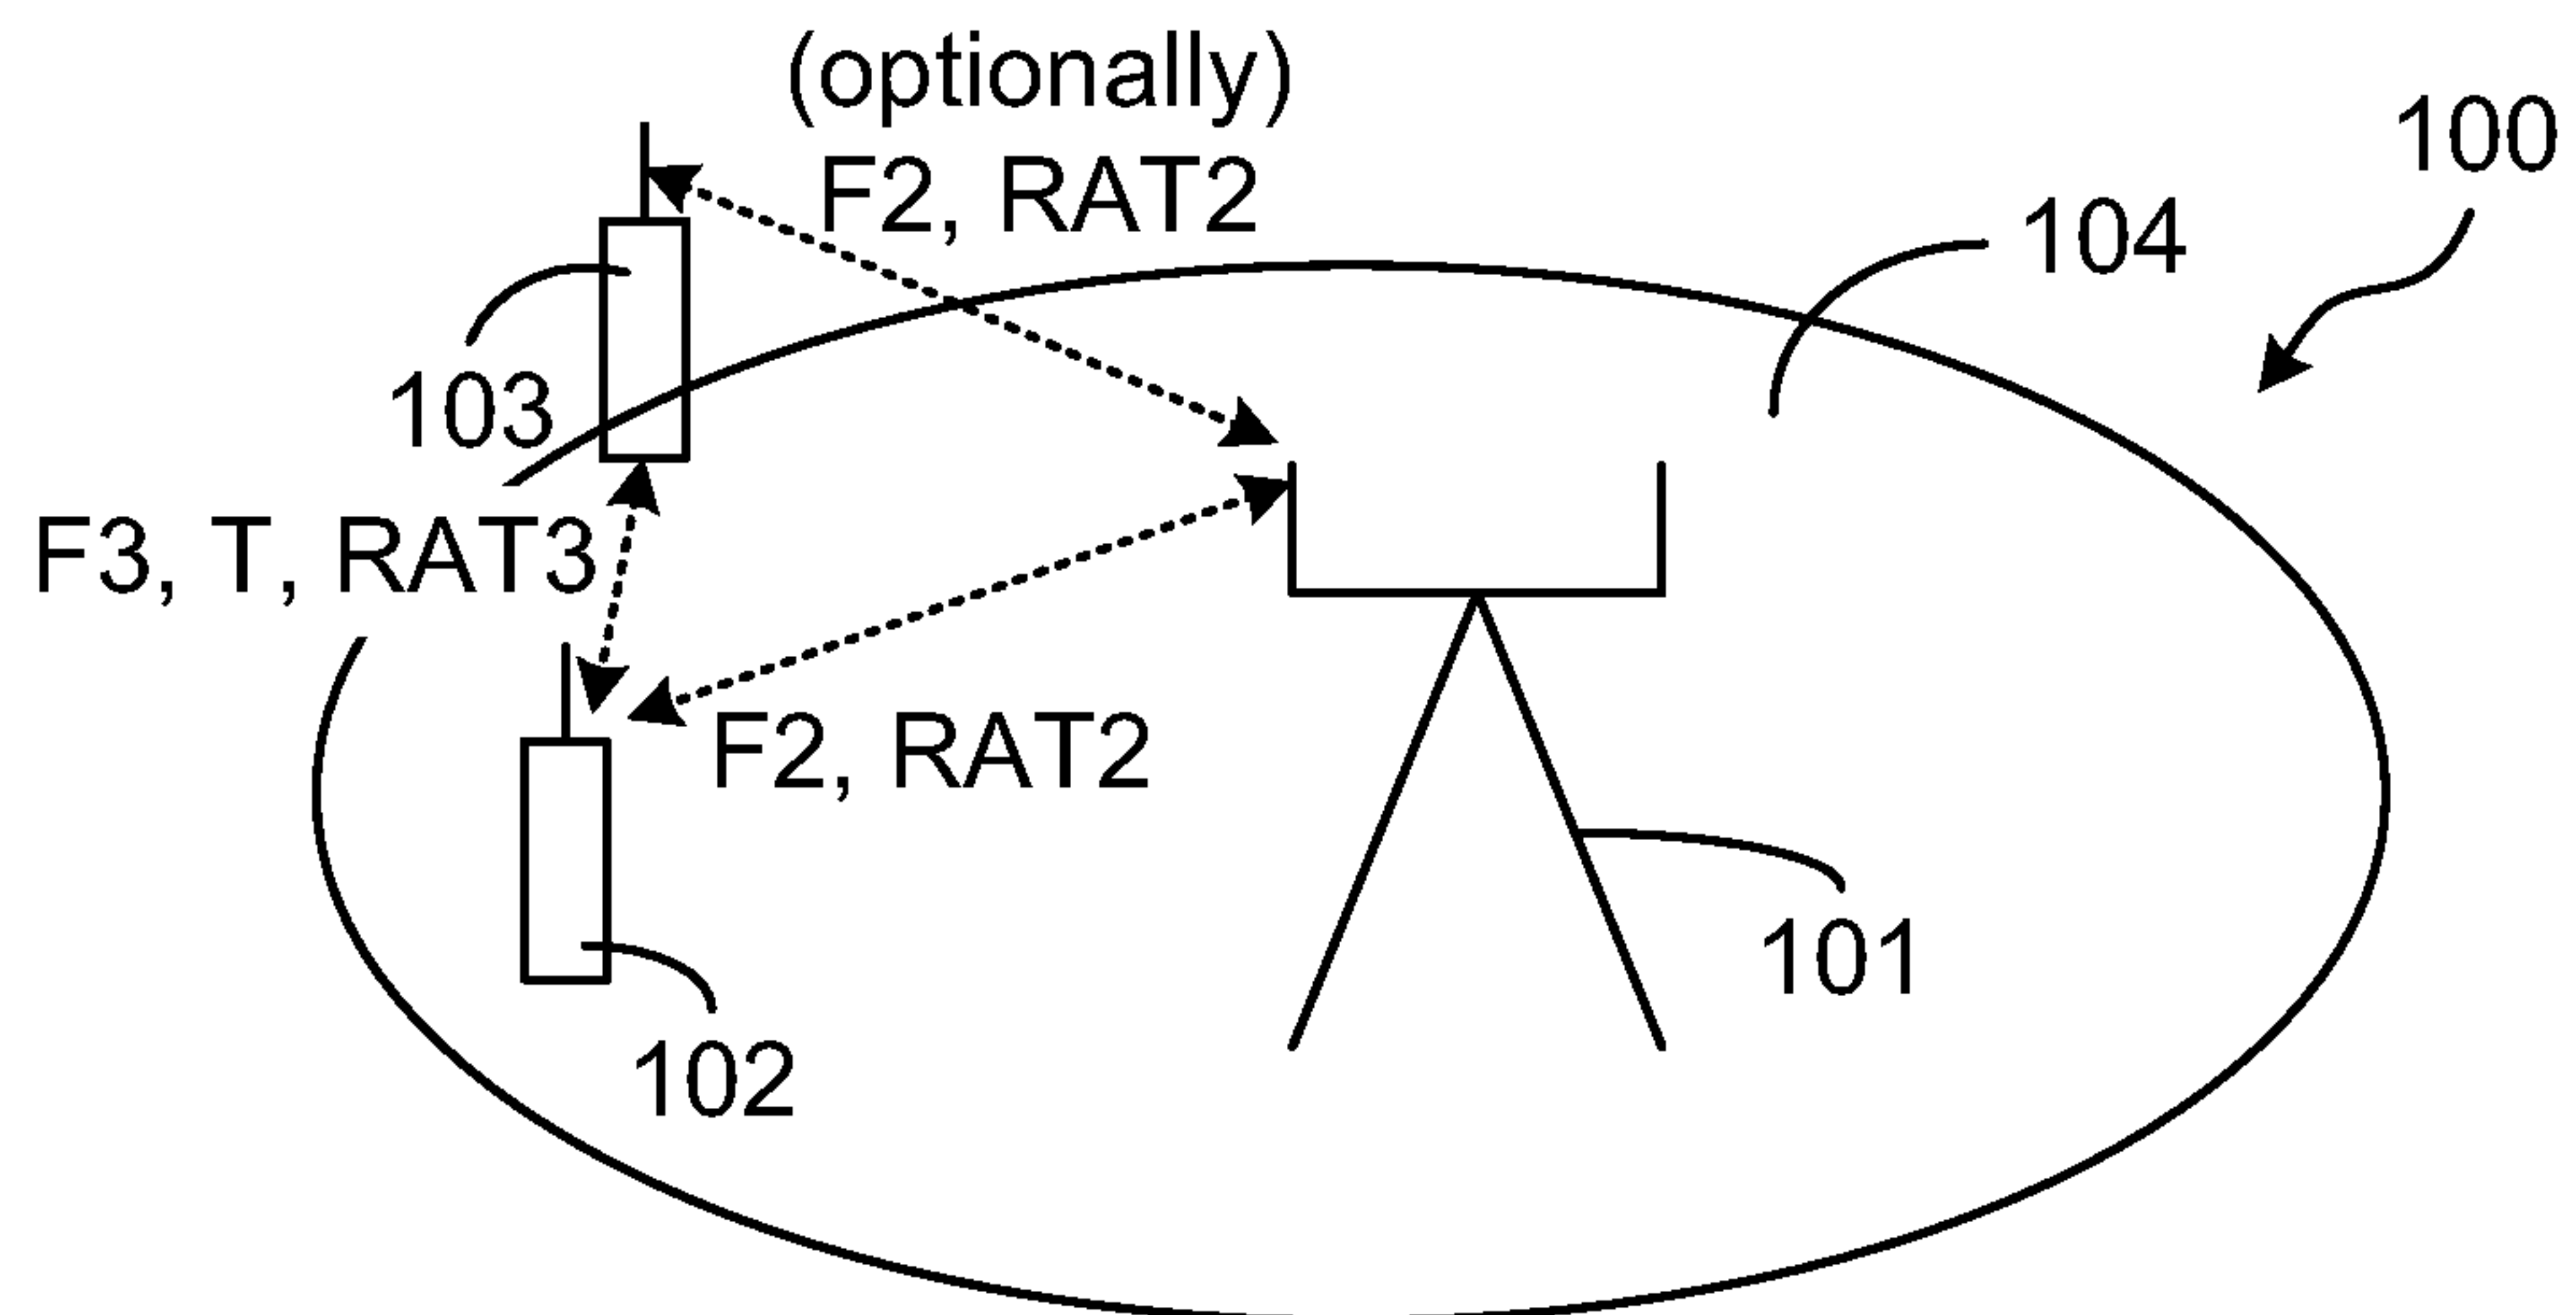 (optionally)
F2, RAT2
100
104
103
F3, T, RAT3
F2, RAT2
101
102